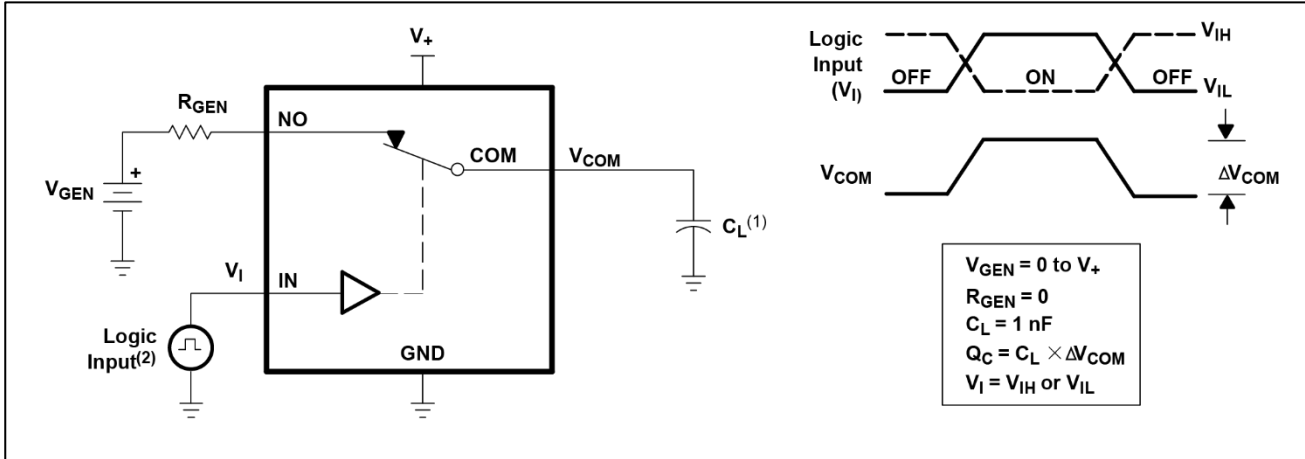 V+
RGEN
NO
COM
VCOM
VGEN
+
CL(1)
VI
IN
Logic
Input(2)
GND
Logic
Input
(VI)
OFF
ON
OFF
VIH
VIL
VCOM
ΔVCOM
VGEN = 0 to V+
RGEN = 0
CL = 1 nF
QC = CL × ΔVCOM
VI = VIH or VIL